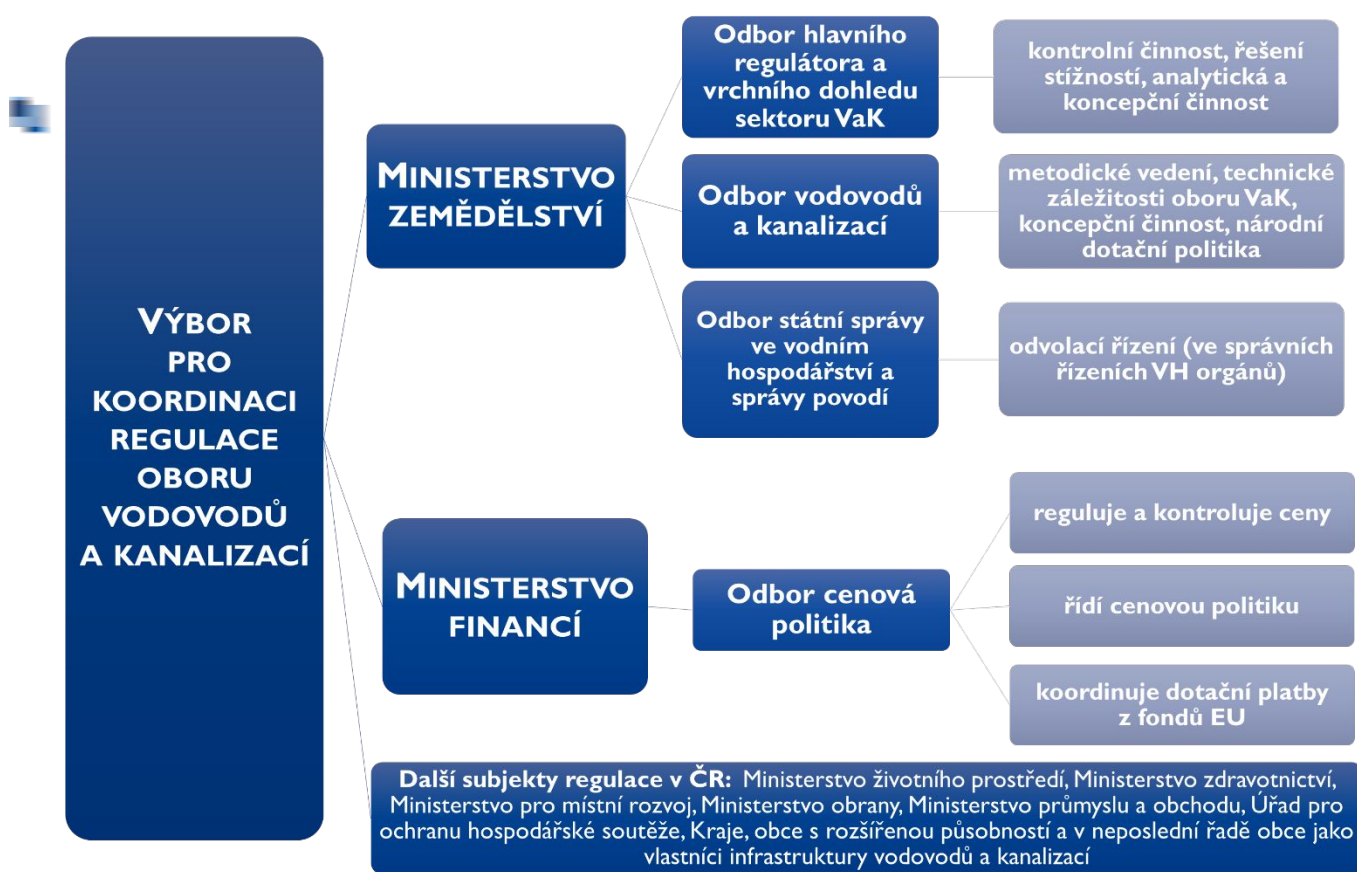 VÝBOR
PRO
KOORDINACI
REGULACE
OBORU
VODOVODŮ
A KANALIZACÍ
MINISTERSTVO
ZEMĚDĚLSTVÍ
Odbor hlavního
regulátora a
vrchního dohledu
sektoru VaK
kontrolní činnost, řešení
stížností, analytická a
koncepční činnost
Odbor vodovodů
a kanalizací
metodické vedení, technické
záležitosti oboru VaK,
koncepční činnost, národní
dotační politika
Odbor státní správy
ve vodním
hospodářství a
správy povodí
odvolací řízení (ve správních
řízeních VH orgánů)
MINISTERSTVO
FINANCÍ
Odbor cenová
politika
reguluje a kontroluje ceny
řídí cenovou politiku
koordinuje dotační platby
z fondů EU
Další subjekty regulace v ČR: Ministerstvo životního prostředí, Ministerstvo zdravotnictví,
Ministerstvo pro místní rozvoj, Ministerstvo obrany, Ministerstvo průmyslu a obchodu, Úřad pro
ochranu hospodářské soutěže, Kraje, obce s rozšířenou působností a v neposlední řadě obce jako
vlastníci infrastruktury vodovodů a kanalizací